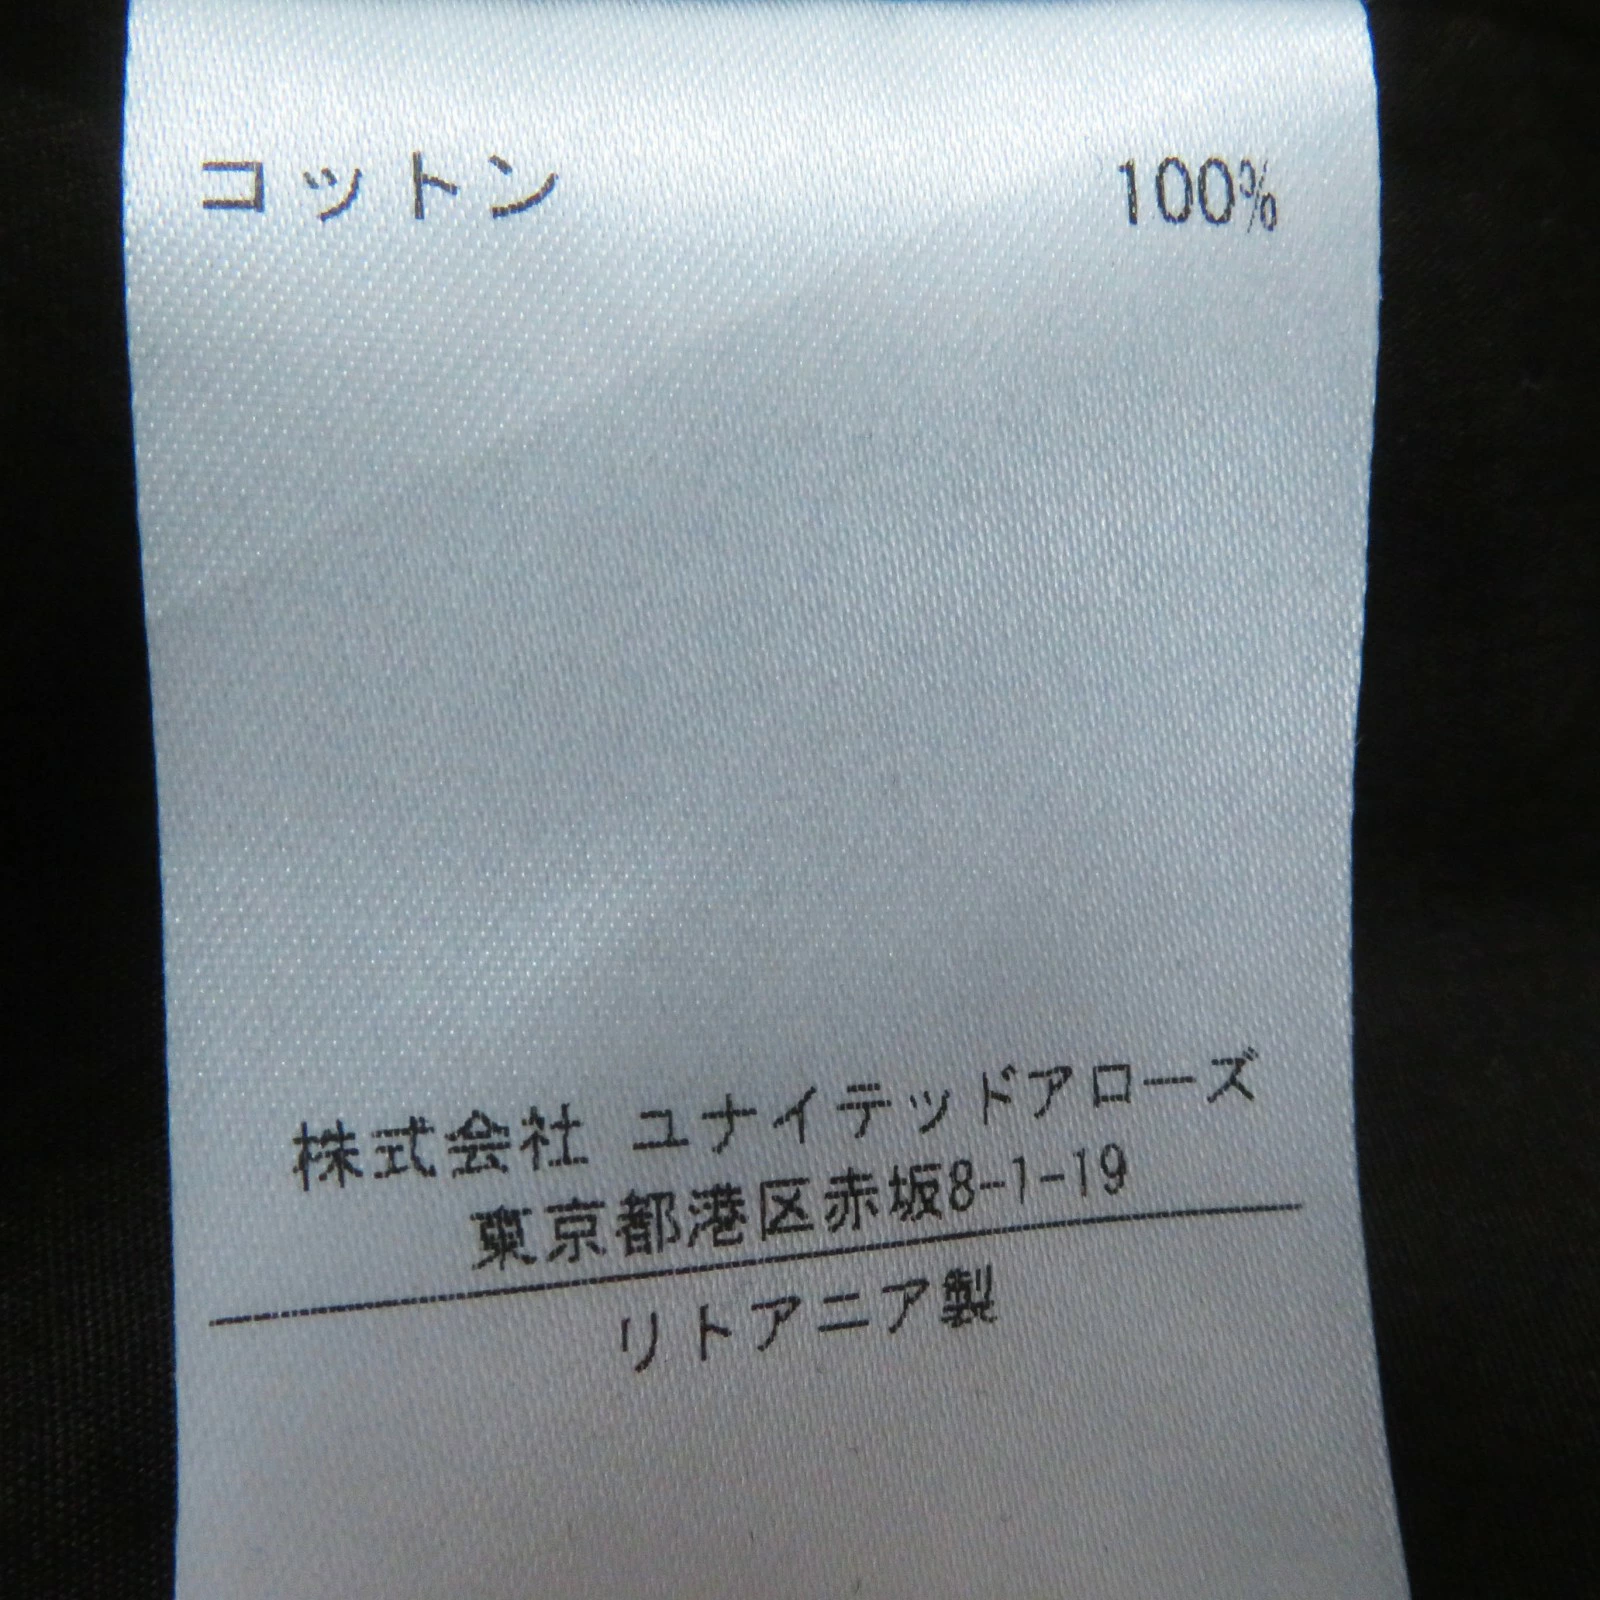 コットン 100%
株式会社 ユナイテッドアローズ
東京都港区赤坂8-1-19
リトアニア製